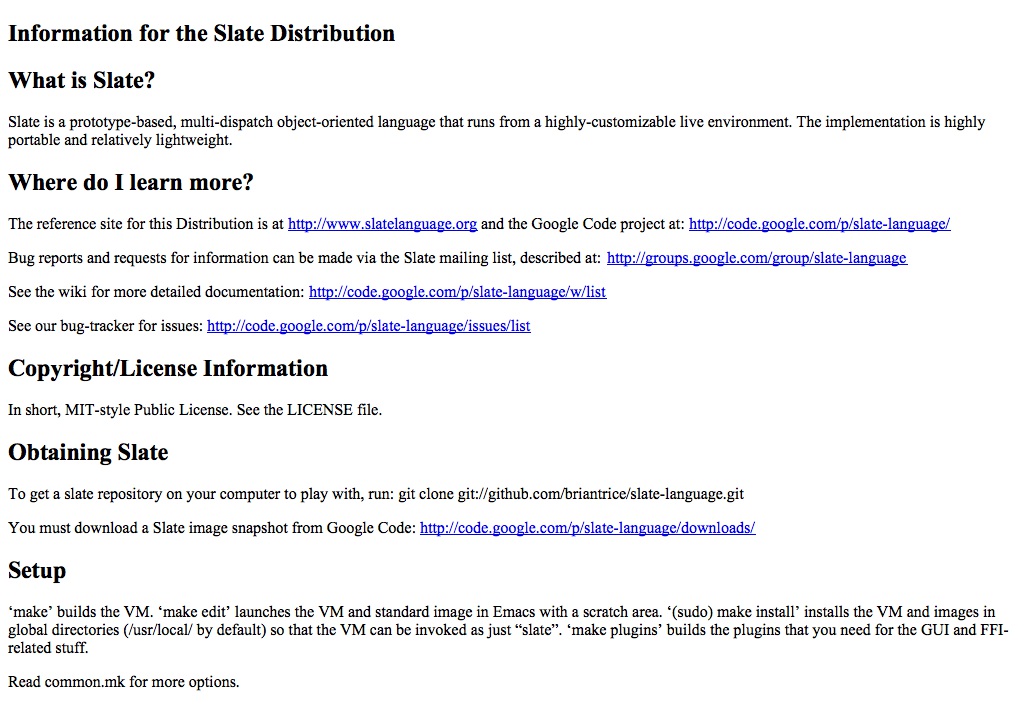 Information for the Slate Distribution
What is Slate?
Slate is a prototype-based, multi-dispatch object-oriented language that runs from a highly-customizable live environment. The implementation is highly
portable and relatively lightweight.
Where do I learn more?
The reference site for this Distribution is at http://www.slatelanguage.org and the Google Code project at: http://code.google.com/p/slate-language/
Bug reports and requests for information can be made via the Slate mailing list, described at: http://groups.google.com/group/slate-language
See the wiki for more detailed documentation: http://code.google.com/p/slate-language/w/list
See our bug-tracker for issues: http://code.google.com/p/slate-language/issues/list
Copyright/License Information
In short, MIT-style Public License. See the LICENSE file.
Obtaining Slate
To get a slate repository on your computer to play with, run: git clone git://github.com/briantrice/slate-language.git
You must download a Slate image snapshot from Google Code: http://code.google.com/p/slate-language/downloads/
Setup
‘make’ builds the VM. ‘make edit’ launches the VM and standard image in Emacs with a scratch area. ‘(sudo) make install’ installs the VM and images in
global directories (/usr/local/ by default) so that the VM can be invoked as just “slate”. ‘make plugins’ builds the plugins that you need for the GUI and FFI-
related stuff.
Read common.mk for more options.